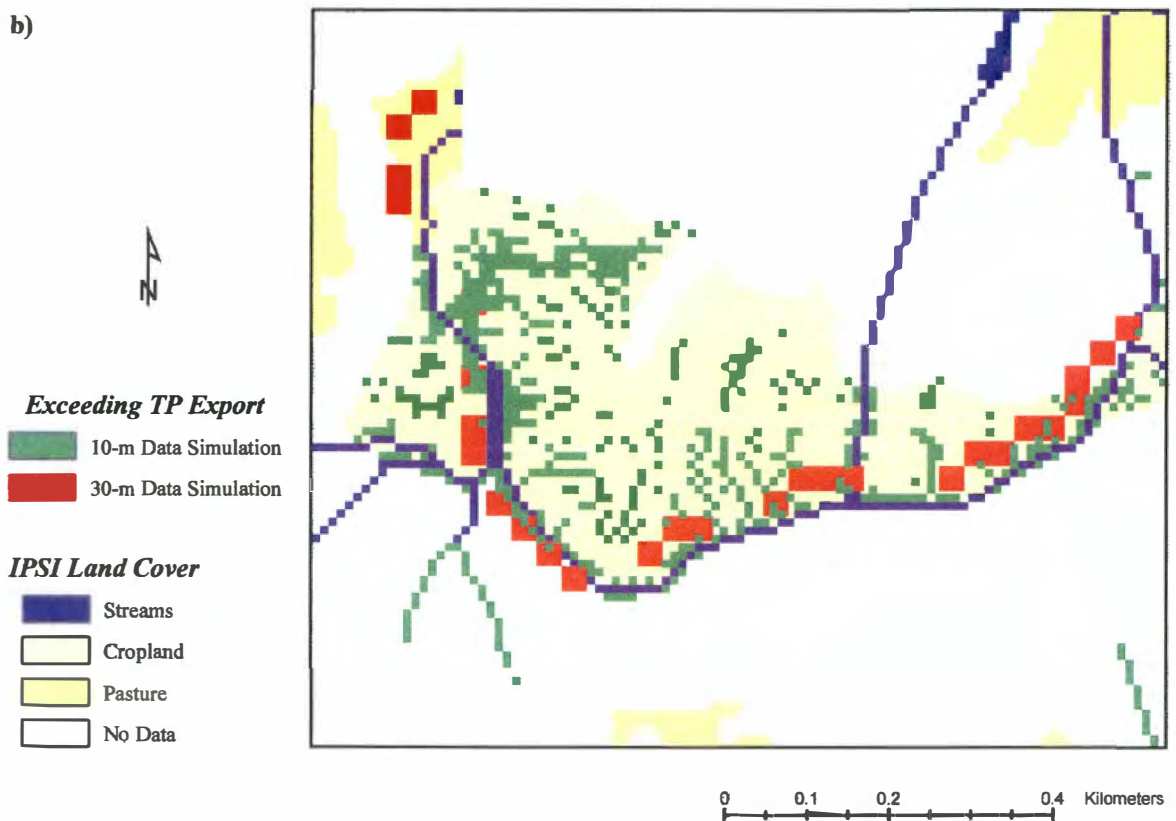 b)
N
Exceeding TP Export
10-m Data Simulation
30-m Data Simulation
IPSI Land Cover
Streams
Cropland
Pasture
No Data
0 0.1 0.2 0.4 Kilometers